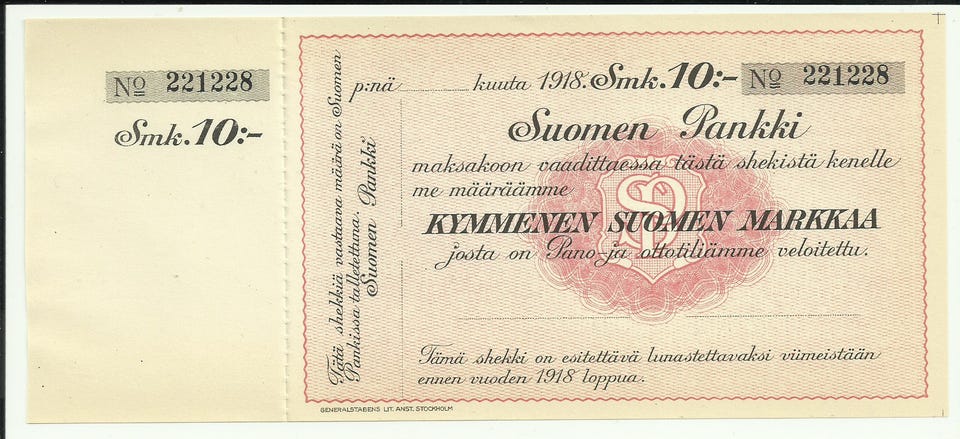 No 221228
Smk. 10:-
Tätä shekkiä vastaava määrä on Suomen
Pankissa talletettuna. Suomen Pankki
p:nä kuuta 1918. Smk. 10:- No 221228
Suomen Pankki
maksakoon vaadittaessa tästä shekistä kenelle
me määräämme
SP
KYMMENEN SUOMEN MARKKAA
josta on Pano- ja ottotiliämme veloitettu.
Tämä shekki on esitettävä lunastettavaksi viimeistään
ennen vuoden 1918 loppua.
GENERALSTABENS LIT. ANST. STOCKHOLM